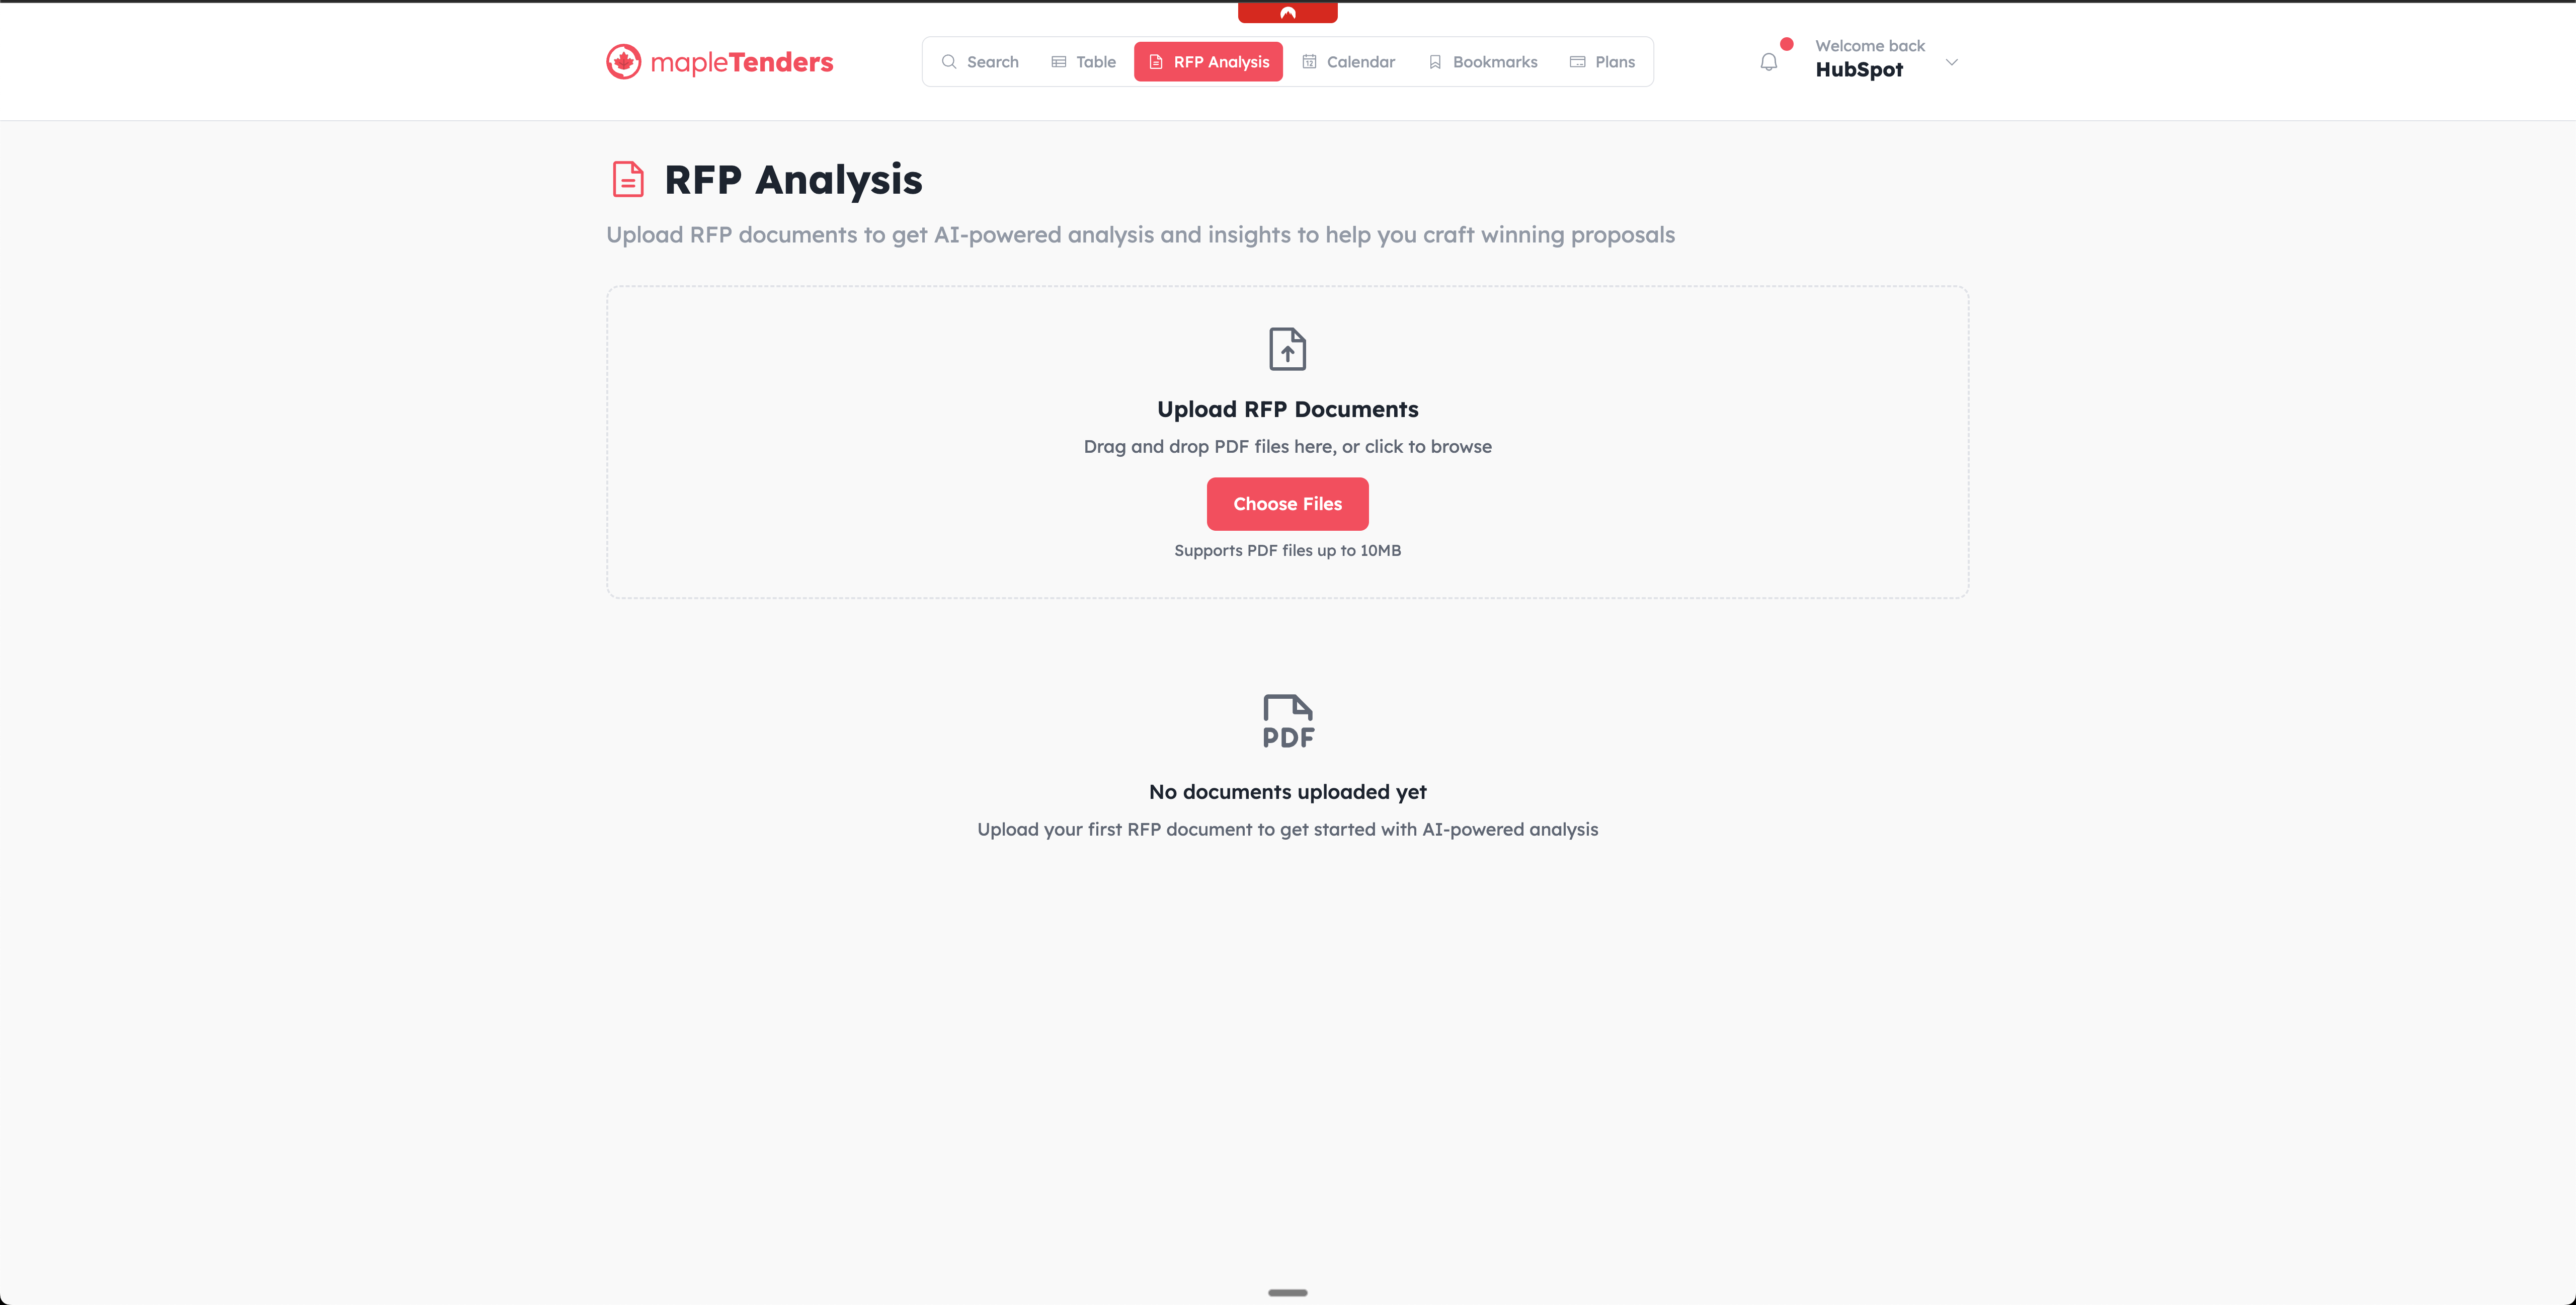 mapleTenders
Search
Table
RFP Analysis
12
Calendar
Bookmarks
Plans
Welcome back
HubSpot
RFP Analysis
Upload RFP documents to get AI-powered analysis and insights to help you craft winning proposals
Upload RFP Documents
Drag and drop PDF files here, or click to browse
Choose Files
Supports PDF files up to 10MB
PDF
No documents uploaded yet
Upload your first RFP document to get started with AI-powered analysis